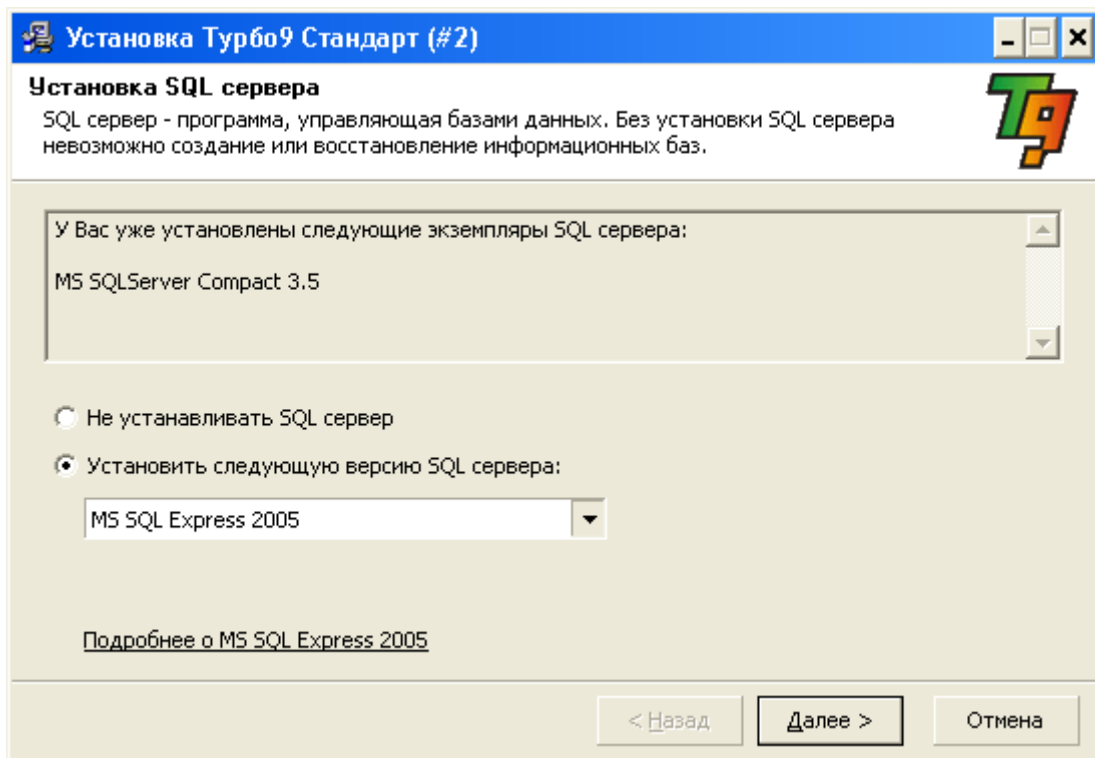 Установка Турбо9 Стандарт (#2)
Установка SQL сервера
SQL сервер - программа, управляющая базами данных. Без установки SQL сервера
невозможно создание или восстановление информационных баз.
T9
У Вас уже установлены следующие экземпляры SQL сервера:
MS SQLServer Compact 3.5
Не устанавливать SQL сервер
Установить следующую версию SQL сервера:
MS SQL Express 2005
Подробнее о MS SQL Express 2005
< Назад
Далее >
Отмена